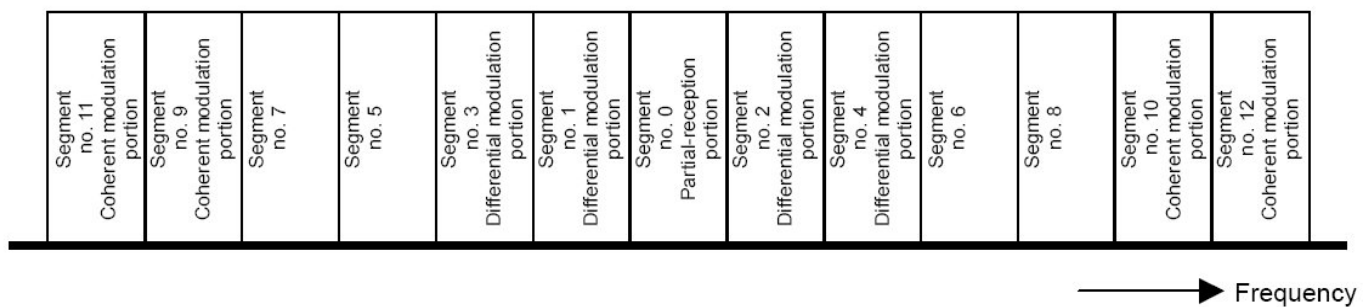 Segment
no. 11
Coherent modulation
portion
Segment
no. 9
Coherent modulation
portion
Segment
no. 7
Segment
no. 5
Segment
no. 3
Differential modulation
portion
Segment
no. 1
Differential modulation
portion
Segment
no. 0
Partial-reception
portion
Segment
no. 2
Differential modulation
portion
Segment
no. 4
Differential modulation
portion
Segment
no. 6
Segment
no. 8
Segment
no. 10
Coherent modulation
portion
Segment
no. 12
Coherent modulation
portion
Frequency